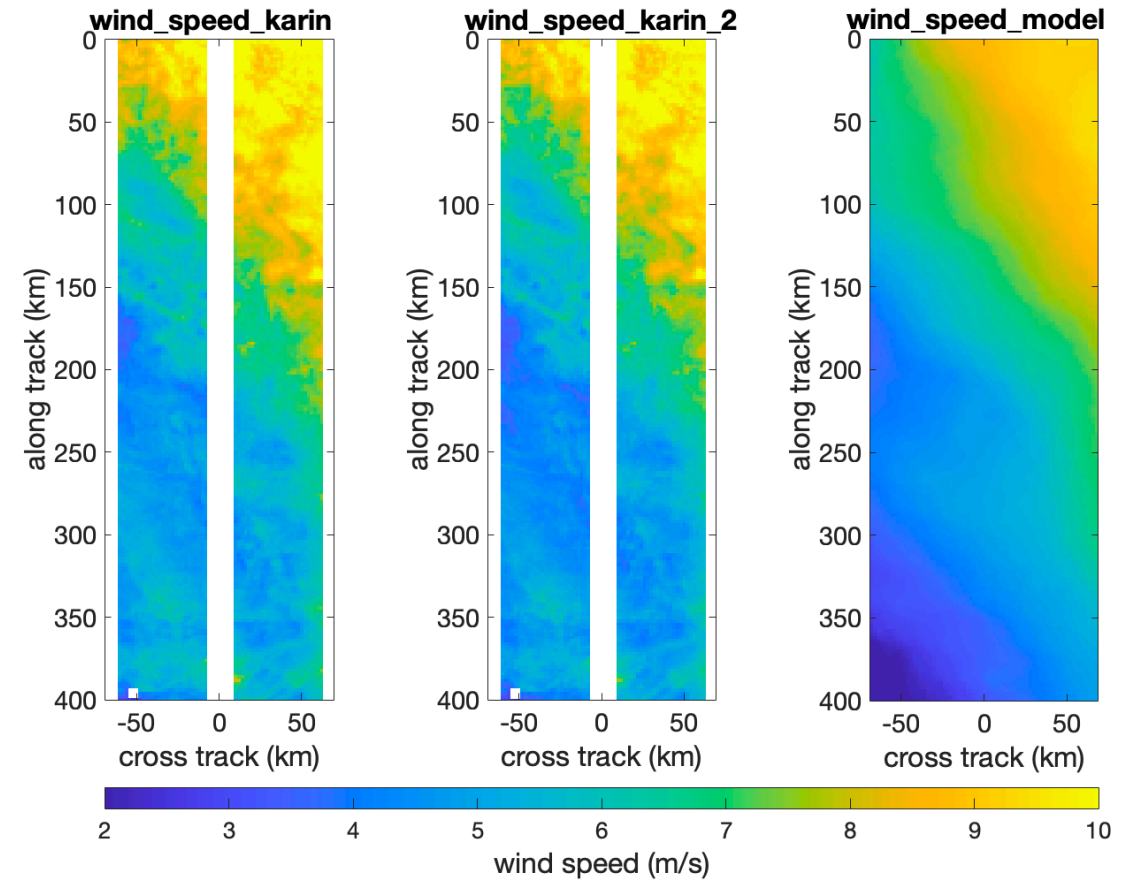 wind_speed_karin
0
50
100
150
200
250
300
350
400
along track (km)
-50 0 50
cross track (km)
wind_speed_karin_2
0
50
100
150
200
250
300
350
400
along track (km)
-50 0 50
cross track (km)
wind_speed_model
0
50
100
150
200
250
300
350
400
along track (km)
-50 0 50
cross track (km)
2 3 4 5 6 7 8 9 10
wind speed (m/s)